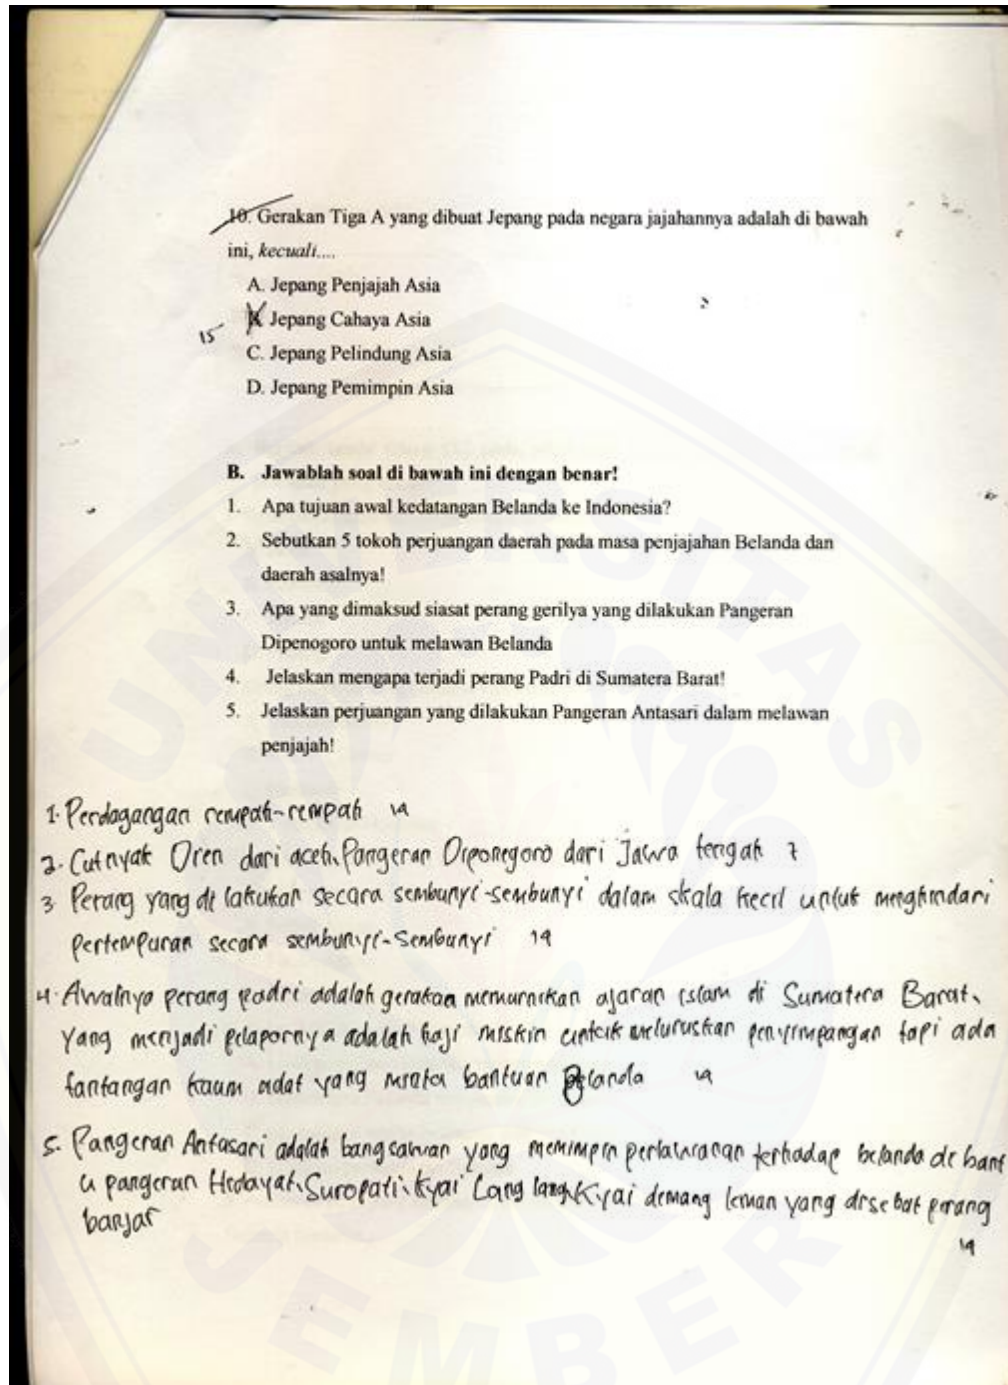 10. Gerakan Tiga A yang dibuat Jepang pada negara jajahannya adalah di bawah
ini, kecuali....
A. Jepang Penjajah Asia
B. Jepang Cahaya Asia
15
C. Jepang Pelindung Asia
D. Jepang Pemimpin Asia
B. Jawablah soal di bawah ini dengan benar!
1. Apa tujuan awal kedatangan Belanda ke Indonesia?
2. Sebutkan 5 tokoh perjuangan daerah pada masa penjajahan Belanda dan
daerah asalnya!
3. Apa yang dimaksud siasat perang gerilya yang dilakukan Pangeran
Dipenogoro untuk melawan Belanda
4. Jelaskan mengapa terjadi perang Padri di Sumatera Barat!
5. Jelaskan perjuangan yang dilakukan Pangeran Antasari dalam melawan
penjajah!
1. Perdagangan rempah-rempah 14
2. Cutnyak Dien dari aceh, Pangeran Diponegoro dari Jawa tengah 7
3 Perang yang di lakukan secara sembunyi-sembunyi dalam skala kecil untuk menghindari
Pertempuran secara sembunyi-sembunyi 14
4. Awalnya perang padri adalah gerakan memurnikan ajaran islam di Sumatera Barat,
Yang menjadi pelapornya adalah haji miskin untuk meluruskan penyimpangan tapi ada
tantangan kaum adat yang minta bantuan Belanda 14
5. Pangeran Antasari adalah bangsawan yang memimpin perlawanan terhadap belanda di bant
u pangeran Hidayat, Suropati, Kyai Lang lang, Kyai demang leman yang disebut perang
banjar
14
UNIVERSITAS
JEMBER